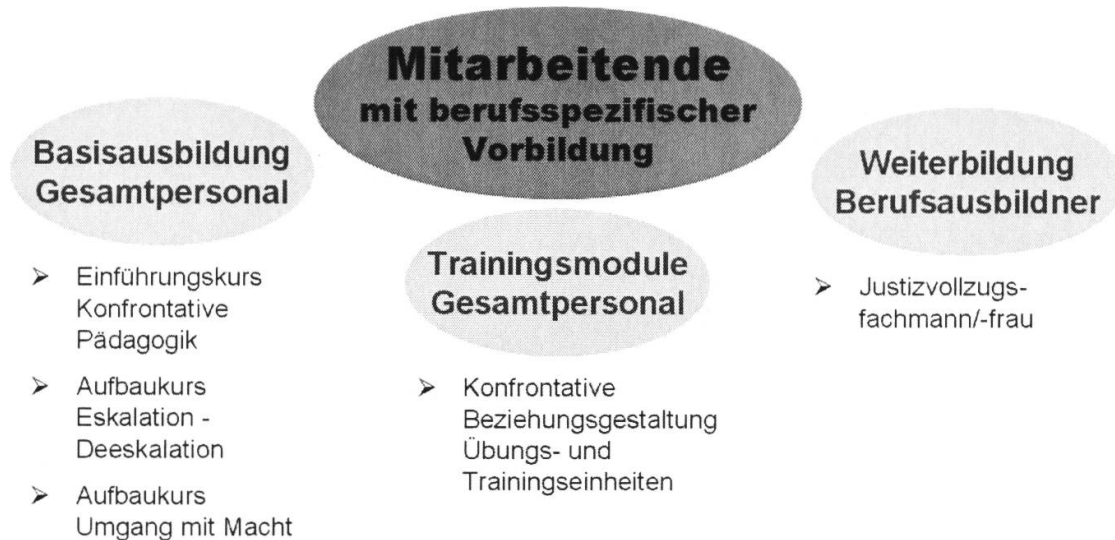 Mitarbeitende
mit berufsspezifischer
Vorbildung
Basisausbildung
Gesamtpersonal
➢ Einführungskurs
Konfrontative
Pädagogik
➢ Aufbaukurs
Eskalation -
Deeskalation
➢ Aufbaukurs
Umgang mit Macht
Trainingsmodule
Gesamtpersonal
➢ Konfrontative
Beziehungsgestaltung
Übungs- und
Trainingseinheiten
Weiterbildung
Berufsausbildner
➢ Justizvollzugs-
fachmann/-frau